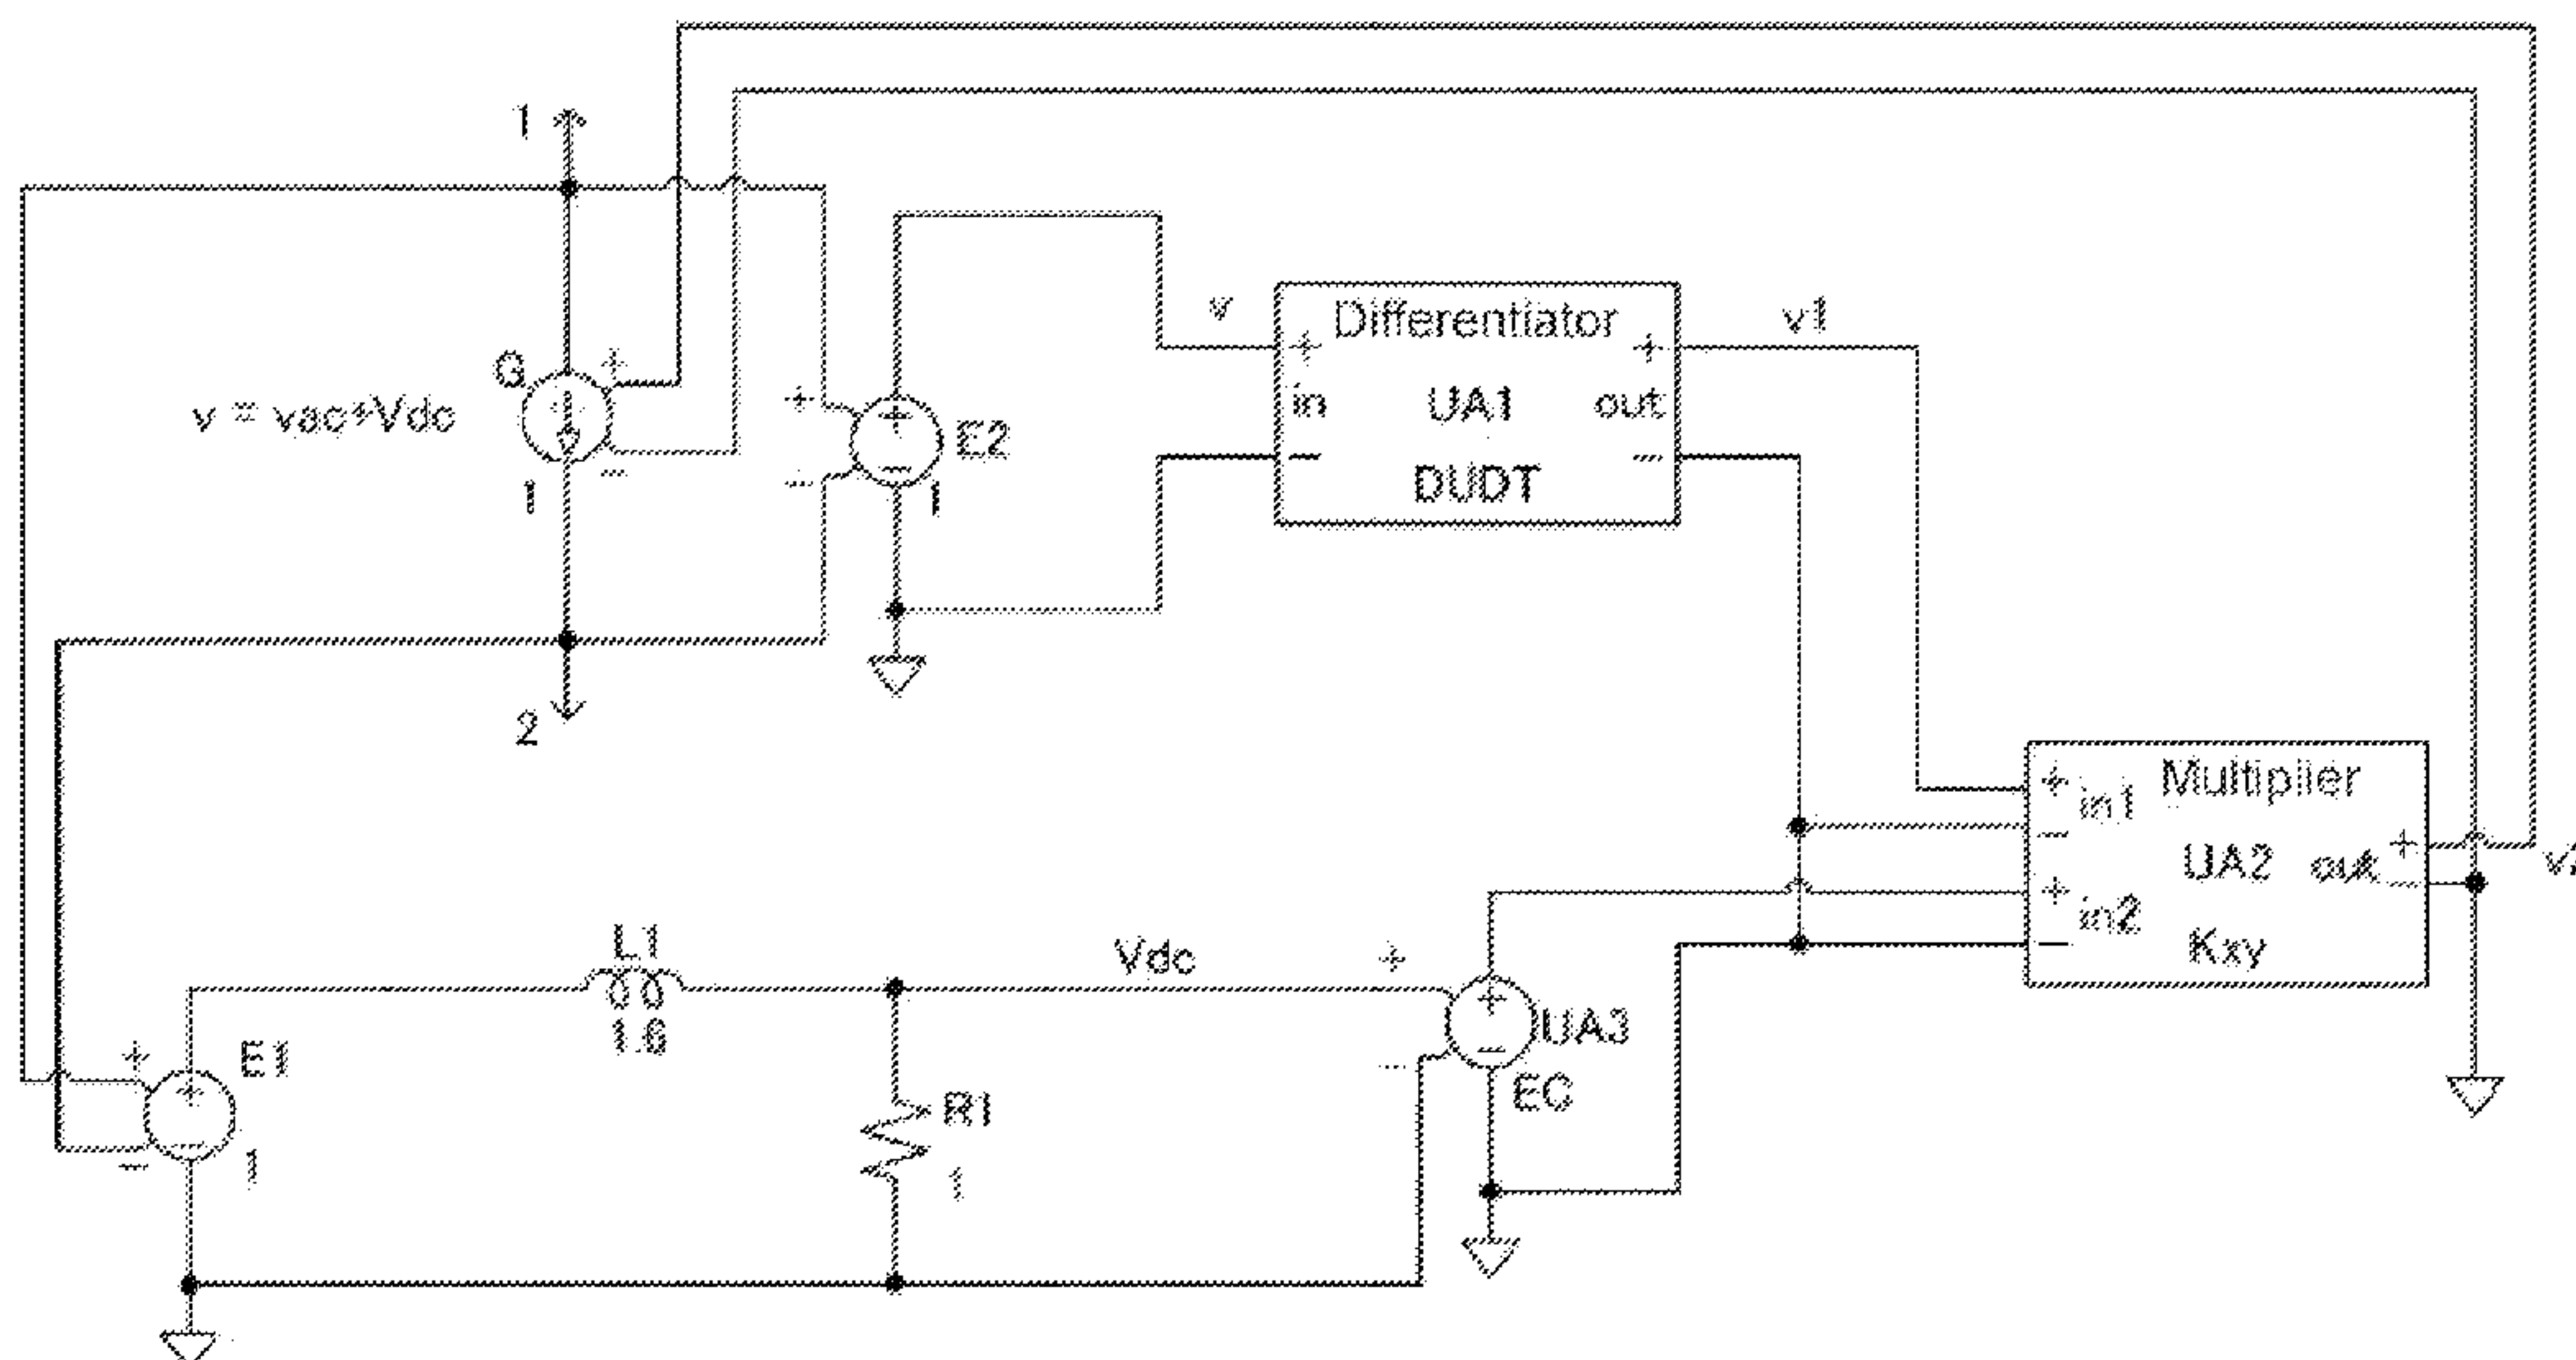 1
G
v = vac+Vdc
1
2
+
−
+
−
+
−
E2
1
v
Differentiator
+
+
in
UA1
out
−
−
DUDT
v1
Multiplier
+
in1
−
UA2
out
+
−
+
in2
−
Kxy
L1
1.6
Vdc
+
−
+
−
UA3
EC
R1
1
E1
+
−
+
−
1